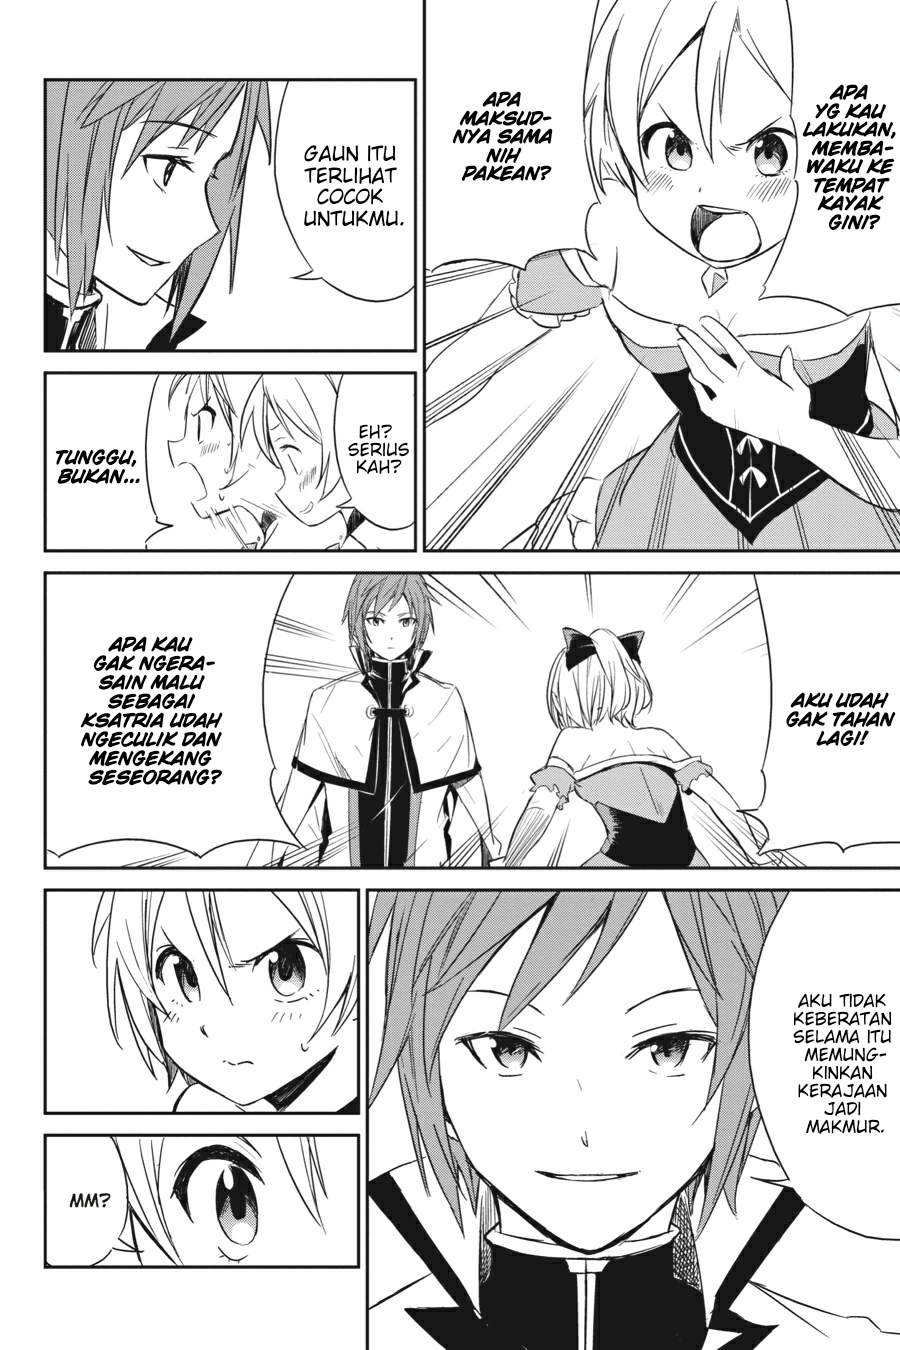 APA
YG KAU
LAKUKAN,
MEMBA-
WAKU KE
TEMPAT
KAYAK
GINI?
APA
MAKSUD-
NYA SAMA
NIH
PAKEAN?
GAUN ITU
TERLIHAT
COCOK
UNTUKMU.
EH?
SERIUS
KAH?
TUNGGU,
BUKAN...
AKU UDAH
GAK TAHAN
LAGI!
APA KAU
GAK NGERA-
SAIN MALU
SEBAGAI
KSATRIA UDAH
NGECULIK DAN
MENGEKANG
SESEORANG?
AKU TIDAK
KEBERATAN
SELAMA ITU
MEMUNG-
KINKAN
KERAJAAN
JADI
MAKMUR.
MM?